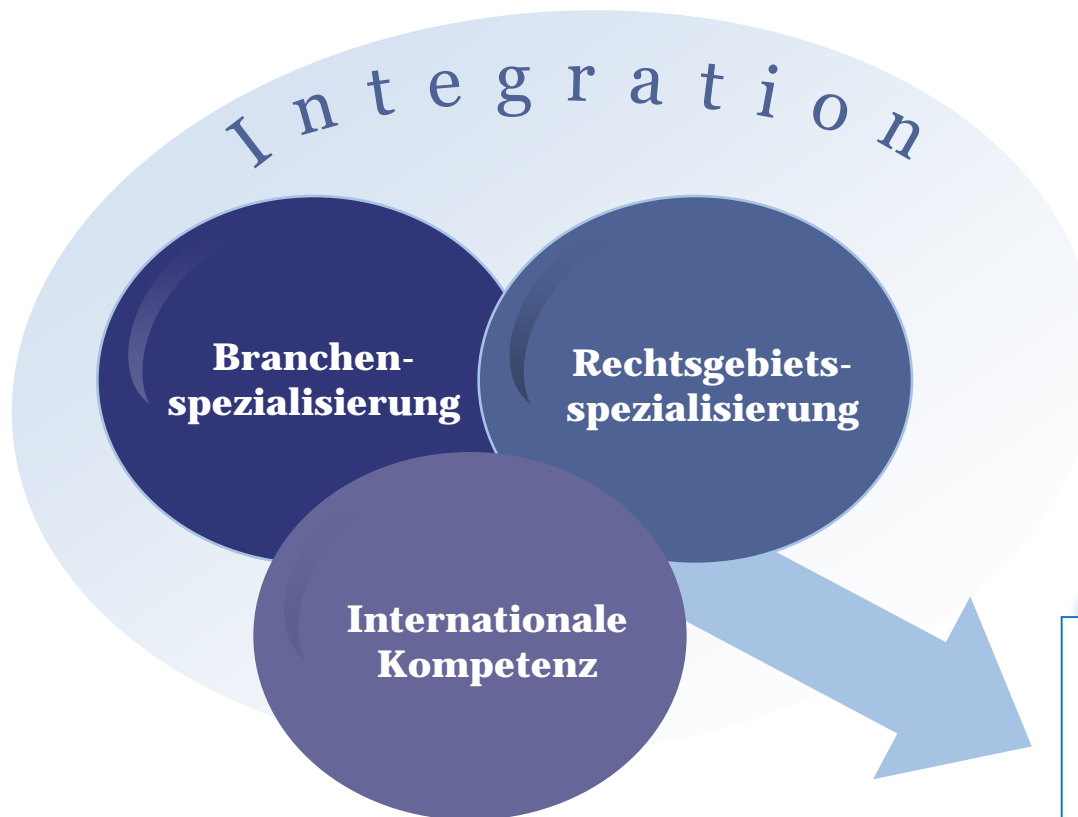 Integration
Branchen-
spezialisierung
Rechtsgebiets-
spezialisierung
Internationale
Kompetenz